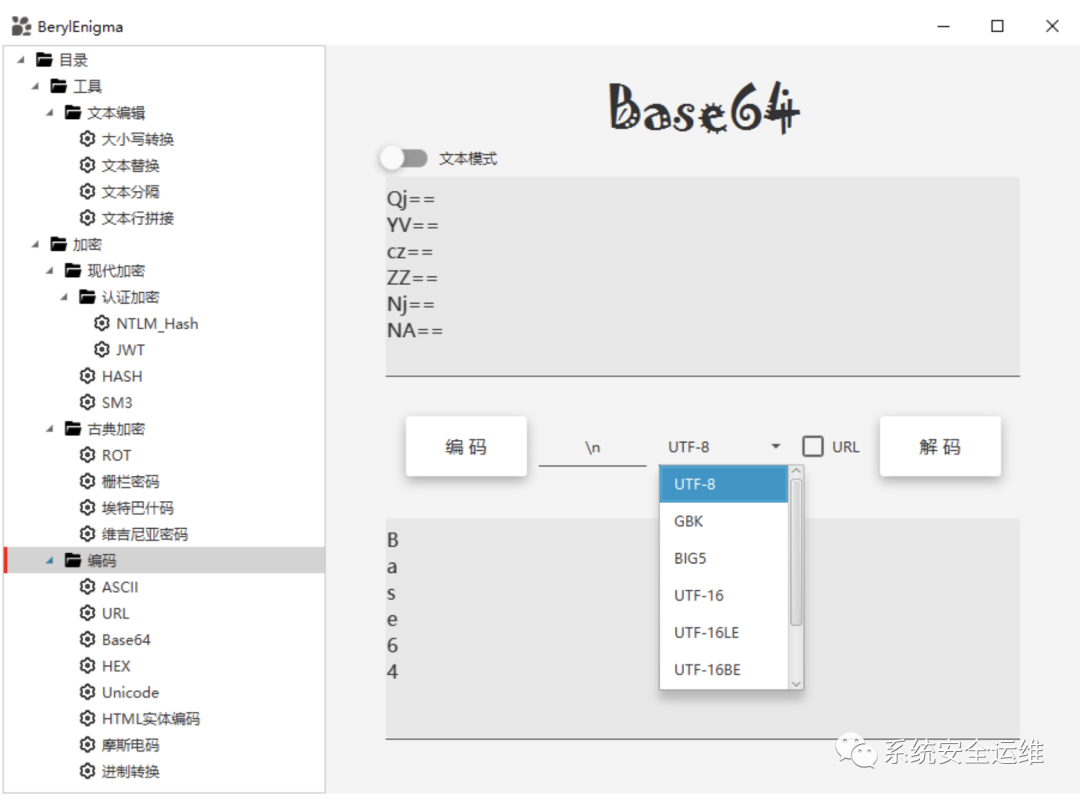 BerylEnigma
目录
工具
文本编辑
大小写转换
文本替换
文本分隔
文本行拼接
加密
现代加密
认证加密
NTLM_Hash
JWT
HASH
SM3
古典加密
ROT
栅栏密码
埃特巴什码
维吉尼亚密码
编码
ASCII
URL
Base64
HEX
Unicode
HTML实体编码
摩斯电码
进制转换
Base64
文本模式
Qj==
YV==
cz==
ZZ==
Nj==
NA==
编 码
\n
UTF-8
URL
解 码
UTF-8
GBK
BIG5
UTF-16
UTF-16LE
UTF-16BE
B
a
s
e
6
4
系统安全运维